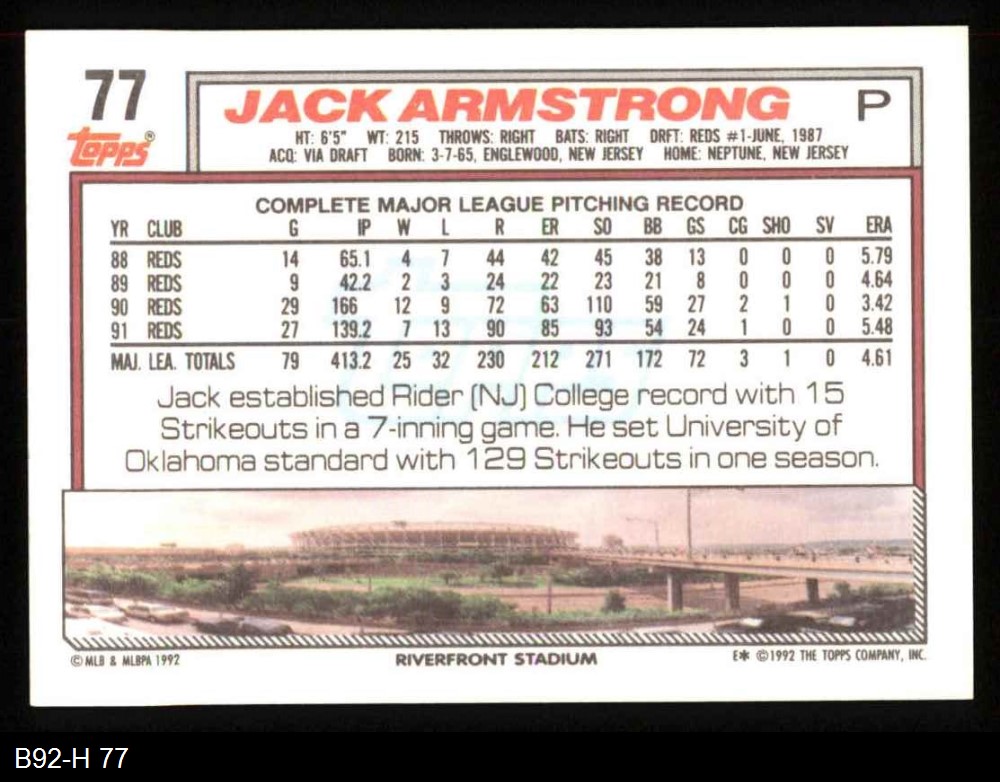 77
topps
JACK ARMSTRONG P
HT: 6'5" WT: 215 THROWS: RIGHT BATS: RIGHT DRFT: REDS #1-JUNE, 1987
ACQ: VIA DRAFT BORN: 3-7-65, ENGLEWOOD, NEW JERSEY HOME: NEPTUNE, NEW JERSEY
COMPLETE MAJOR LEAGUE PITCHING RECORD
YR CLUB G IP W L R ER SO BB GS CG SHO SV ERA
88 REDS 14 65.1 4 7 44 42 45 38 13 0 0 0 5.79
89 REDS 9 42.2 2 3 24 22 23 21 8 0 0 0 4.64
90 REDS 29 166 12 9 72 63 110 59 27 2 1 0 3.42
91 REDS 27 139.2 7 13 90 85 93 54 24 1 0 0 5.48
MAJ. LEA. TOTALS 79 413.2 25 32 230 212 271 172 72 3 1 0 4.61
Jack established Rider (NJ) College record with 15
Strikeouts in a 7-inning game. He set University of
Oklahoma standard with 129 Strikeouts in one season.
© MLB & MLBPA 1992 RIVERFRONT STADIUM E* © 1992 THE TOPPS COMPANY, INC.
B92-H 77